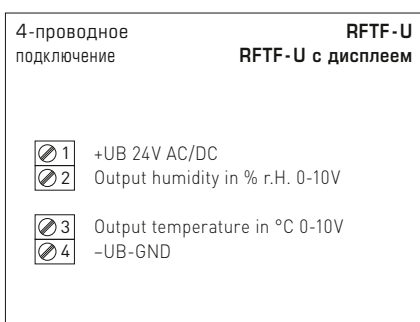 4-проводное RFTF-U
подключение RFTF-U с дисплеем
1 +UB 24V AC/DC
2 Output humidity in % r.H. 0-10V
3 Output temperature in °C 0-10V
4 –UB-GND